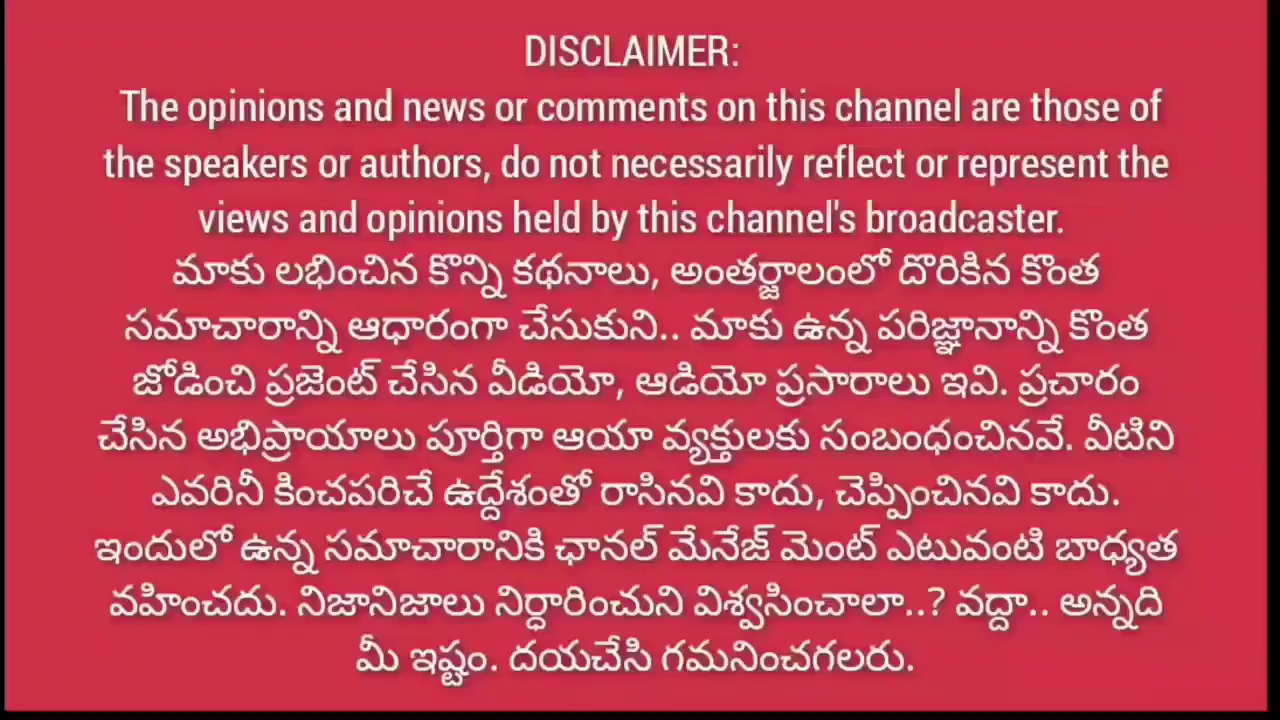 DISCLAIMER:
The opinions and news or comments on this channel are those of
the speakers or authors, do not necessarily reflect or represent the
views and opinions held by this channel's broadcaster.
మాకు లభించిన కొన్ని కథనాలు, అంతర్జాలంలో దొరికిన కొంత
సమాచారాన్ని ఆధారంగా చేసుకుని.. మాకు ఉన్న పరిజ్ఞానాన్ని కొంత
జోడించి ప్రజెంట్ చేసిన వీడియో, ఆడియో ప్రసారాలు ఇవి. ప్రచారం
చేసిన అభిప్రాయాలు పూర్తిగా ఆయా వ్యక్తులకు సంబంధంచినవే. వీటిని
ఎవరినీ కించపరిచే ఉద్దేశంతో రాసినవి కాదు, చెప్పించినవి కాదు.
ఇందులో ఉన్న సమాచారానికి ఛానల్ మేనేజ్ మెంట్ ఎటువంటి బాధ్యత
వహించదు. నిజానిజాలు నిర్ధారించుని విశ్వసించాలా..? వద్దా.. అన్నది
మీ ఇష్టం. దయచేసి గమనించగలరు.